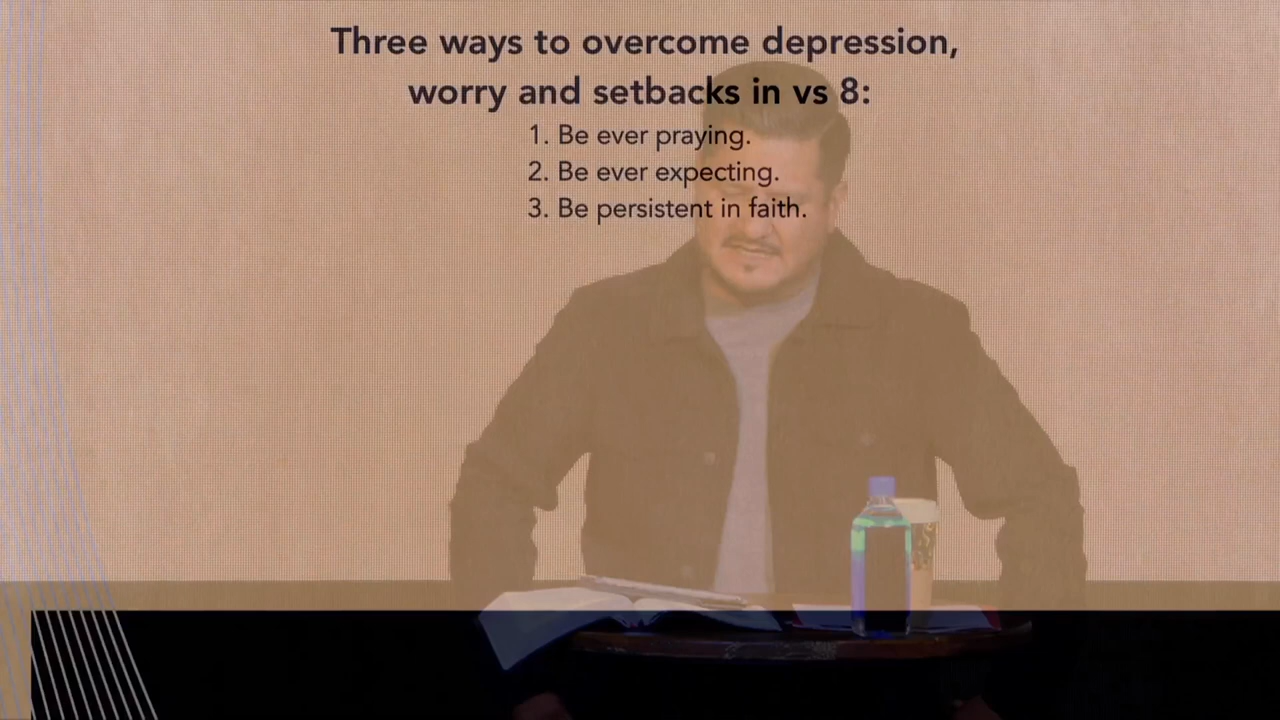 Three ways to overcome depression,
worry and setbacks in vs 8:
1. Be ever praying.
2. Be ever expecting.
3. Be persistent in faith.